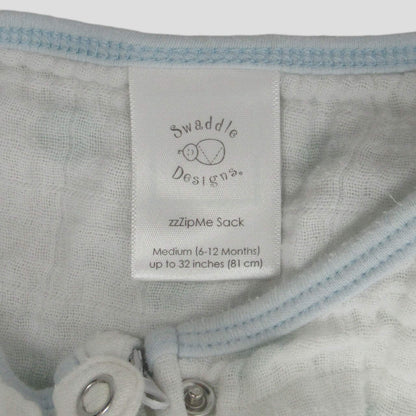 Swaddle
Designs®
zzZipMe Sack
Medium (6-12 Months)
up to 32 inches (81 cm)